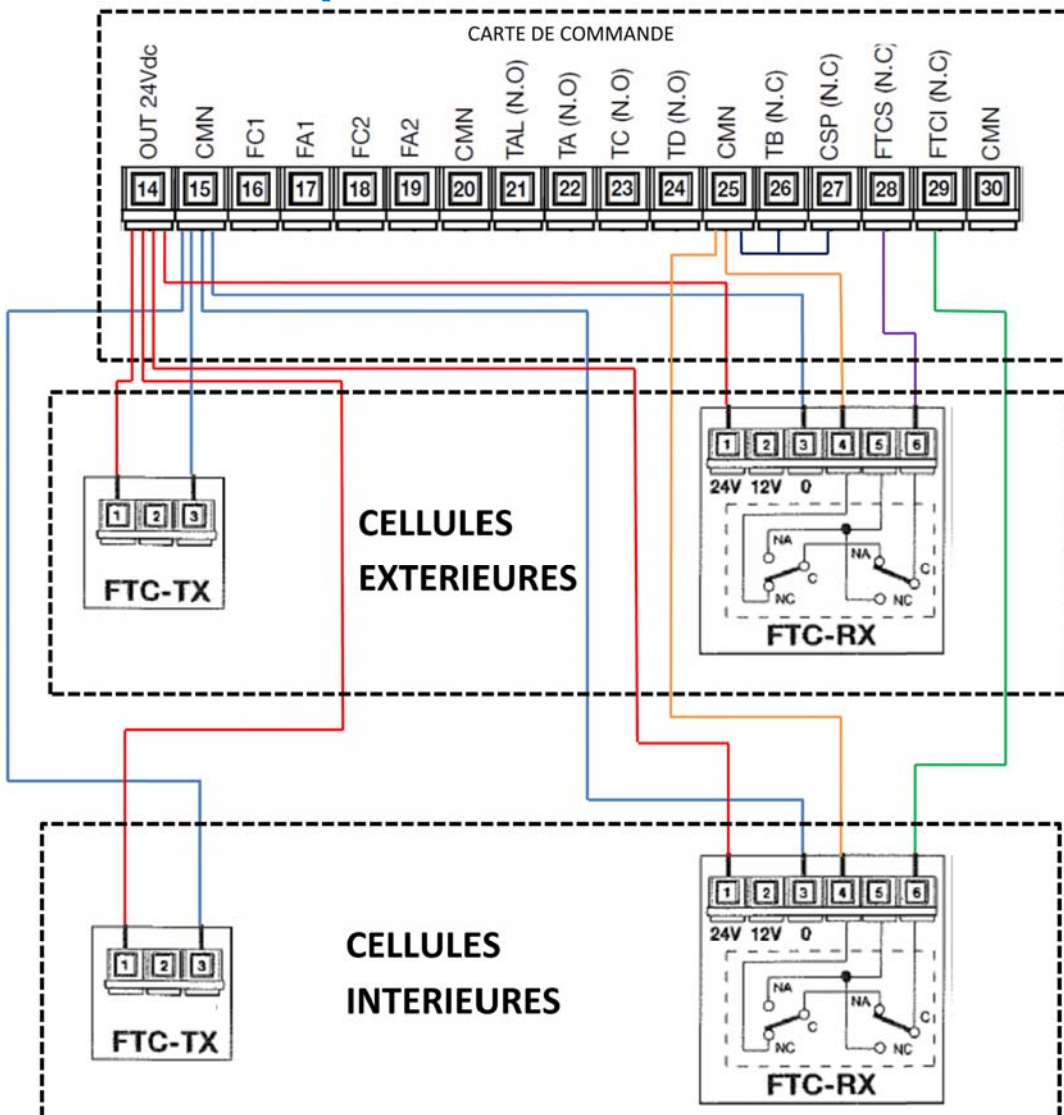 CARTE DE COMMANDE
OUT 24Vdc
CMN
FC1
FA1
FC2
FA2
CMN
TAL (N.O)
TA (N.O)
TC (N.O)
TD (N.O)
CMN
TB (N.C)
CSP (N.C)
FTCS (N.C)
FTCI (N.C)
CMN
14 15 16 17 18 19 20 21 22 23 24 25 26 27 28 29 30
1 2 3 4 5 6
24V 12V 0
NA
NA
C
C
NC
NC
FTC-RX
1 2 3
FTC-TX
CELLULES
EXTERIEURES
1 2 3 4 5 6
24V 12V 0
NA
NA
C
C
NC
NC
FTC-RX
1 2 3
FTC-TX
CELLULES
INTERIEURES